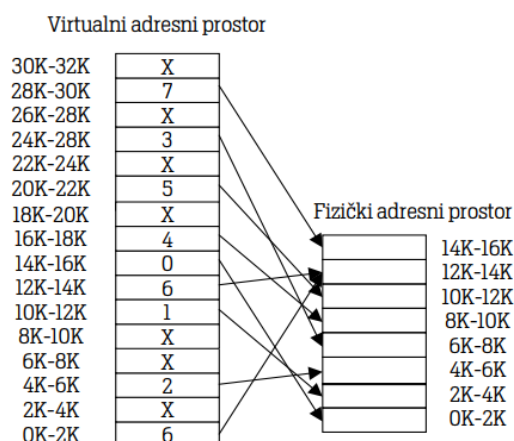 Virtualni adresni prostor
30K-32K X
28K-30K 7
26K-28K X
24K-28K 3
22K-24K X
20K-22K 5
18K-20K X
16K-18K 4
14K-16K 0
12K-14K 6
10K-12K 1
8K-10K X
6K-8K X
4K-6K 2
2K-4K X
0K-2K 6
Fizički adresni prostor
14K-16K
12K-14K
10K-12K
8K-10K
6K-8K
4K-6K
2K-4K
0K-2K